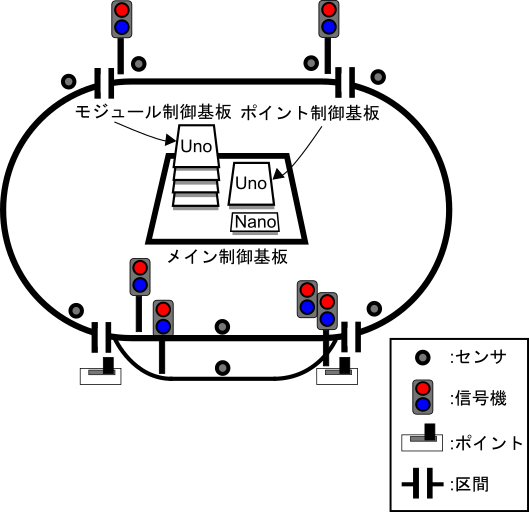 モジュール制御基板
ポイント制御基板
Uno
Uno
Nano
メイン制御基板
:センサ
:信号機
:ポイント
:区間